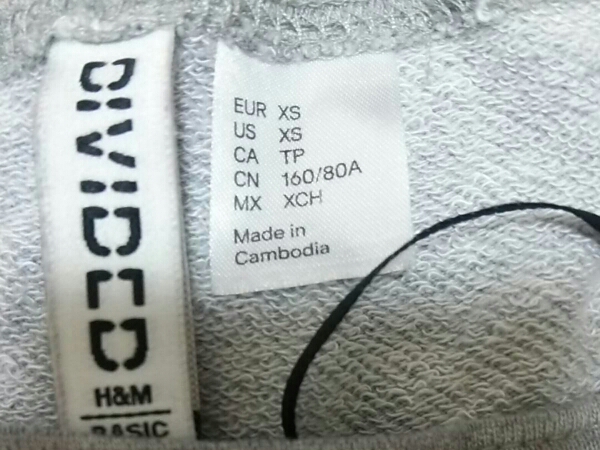 DIVIDED
H&M
BASIC
EUR XS
US XS
CA TP
CN 160/80A
MX XCH
Made in
Cambodia